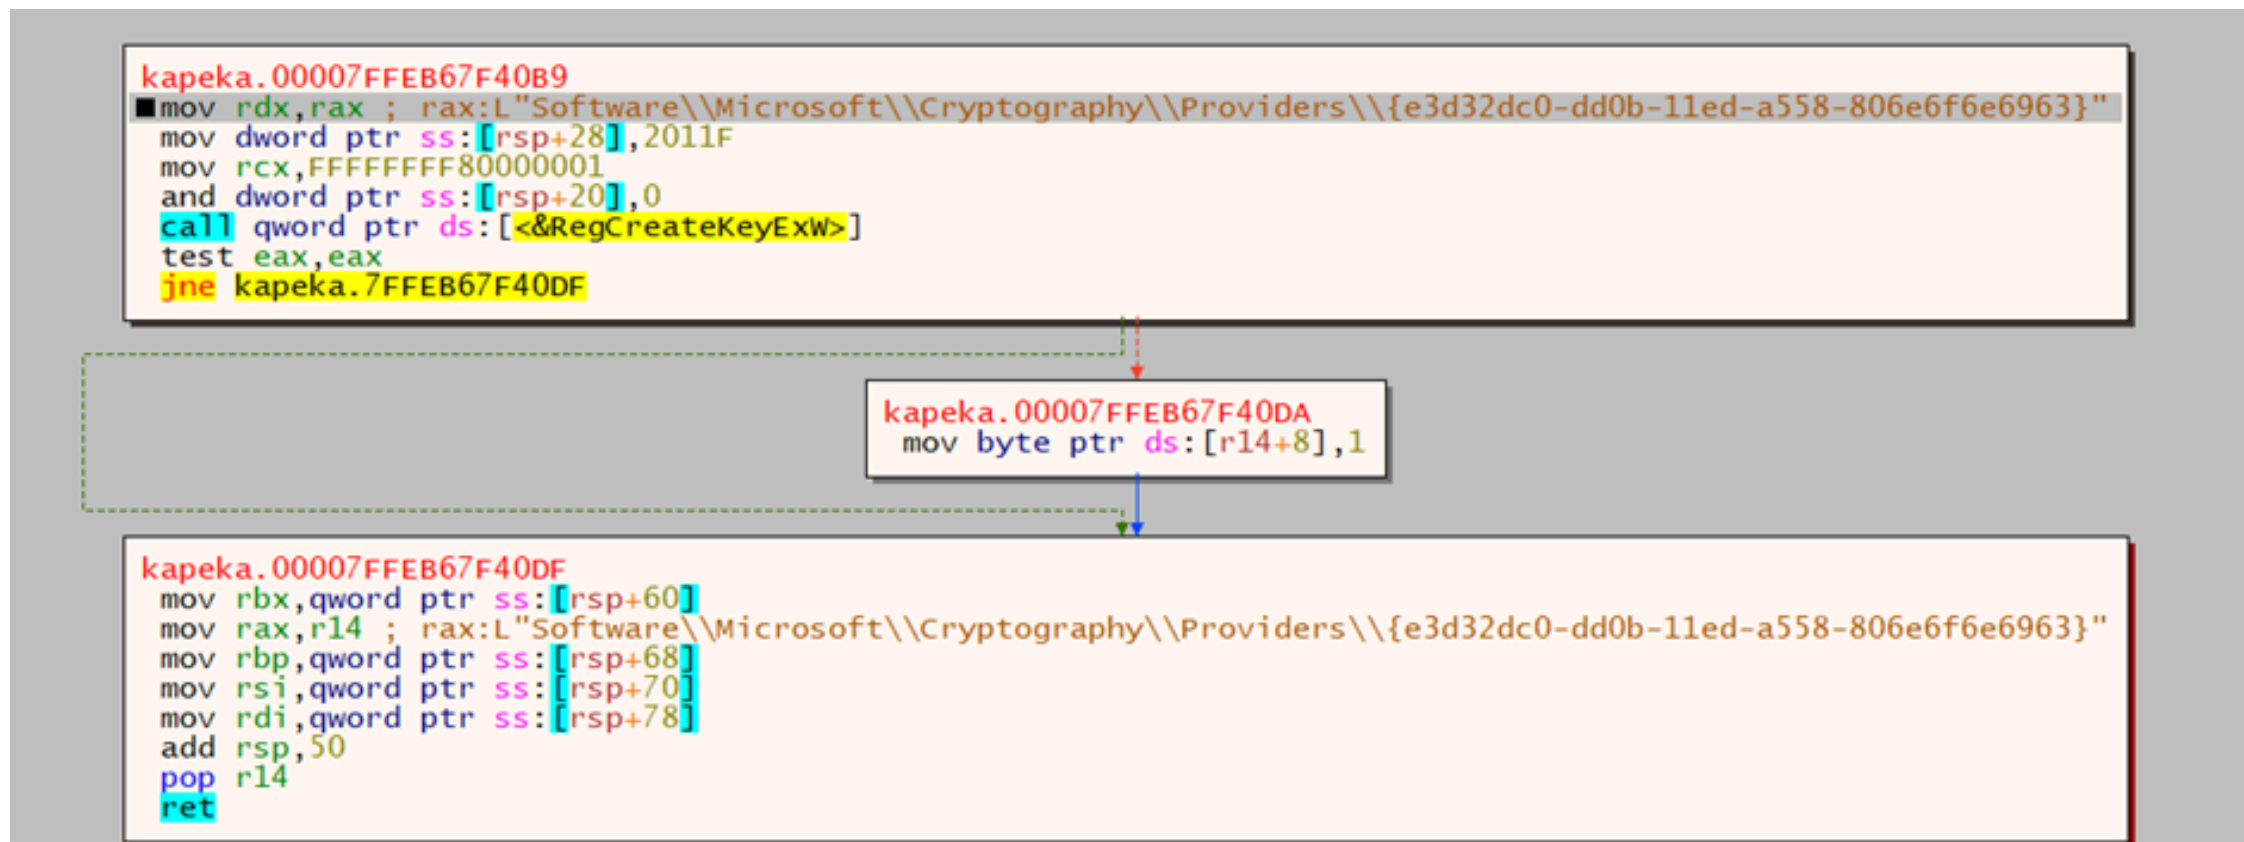 kapeka.00007FFEB67F40B9
mov rdx,rax ; rax:L"Software\\Microsoft\\Cryptography\\Providers\\{e3d32dc0-dd0b-11ed-a558-806e6f6e6963}"
mov dword ptr ss:[rsp+28],2011F
mov rcx,FFFFFFFF80000001
and dword ptr ss:[rsp+20],0
call qword ptr ds:[<&RegCreateKeyExW>]
test eax,eax
jne kapeka.7FFEB67F40DF
kapeka.00007FFEB67F40DA
mov byte ptr ds:[r14+8],1
kapeka.00007FFEB67F40DF
mov rbx,qword ptr ss:[rsp+60]
mov rax,r14 ; rax:L"Software\\Microsoft\\Cryptography\\Providers\\{e3d32dc0-dd0b-11ed-a558-806e6f6e6963}"
mov rbp,qword ptr ss:[rsp+68]
mov rsi,qword ptr ss:[rsp+70]
mov rdi,qword ptr ss:[rsp+78]
add rsp,50
pop r14
ret